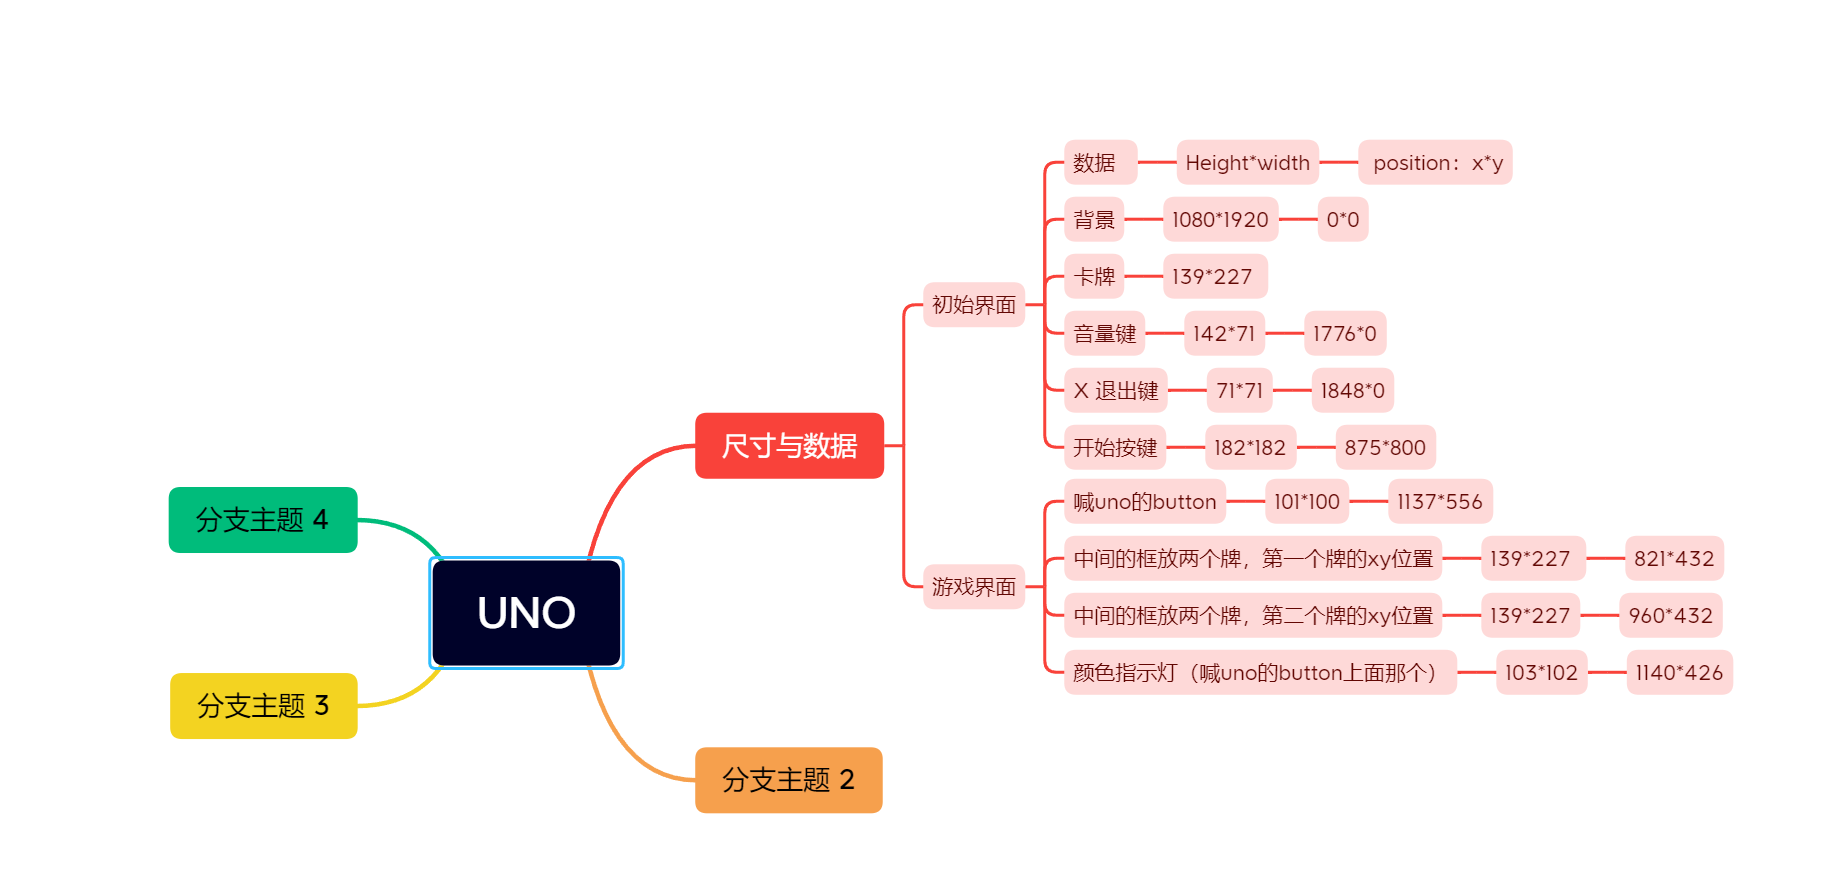 UNO
尺寸与数据
初始界面
数据
Height*width
position：x*y
背景
1080*1920
0*0
卡牌
139*227
音量键
142*71
1776*0
X 退出键
71*71
1848*0
开始按键
182*182
875*800
游戏界面
喊uno的button
101*100
1137*556
中间的框放两个牌，第一个牌的xy位置
139*227
821*432
中间的框放两个牌，第二个牌的xy位置
139*227
960*432
颜色指示灯（喊uno的button上面那个）
103*102
1140*426
分支主题 2
分支主题 3
分支主题 4